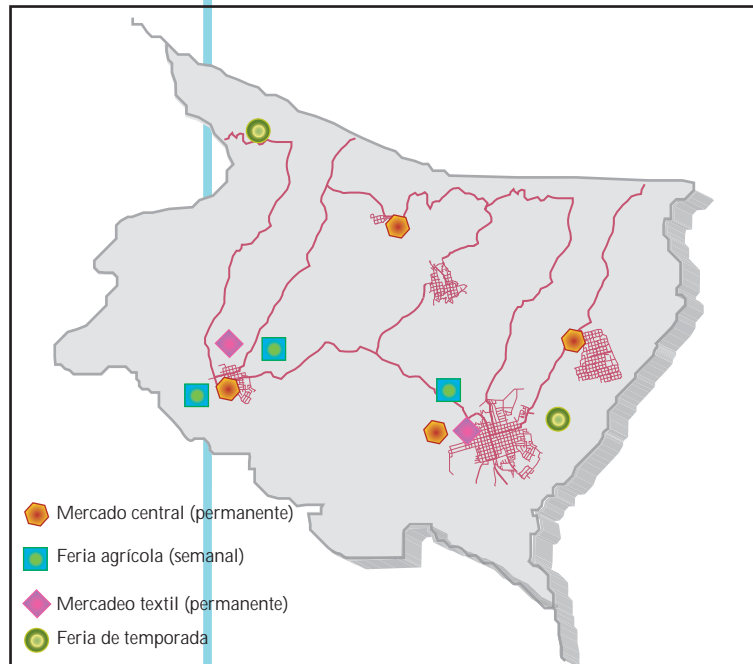 Mercado central (permanente)
Feria agrícola (semanal)
Mercadeo textil (permanente)
Feria de temporada